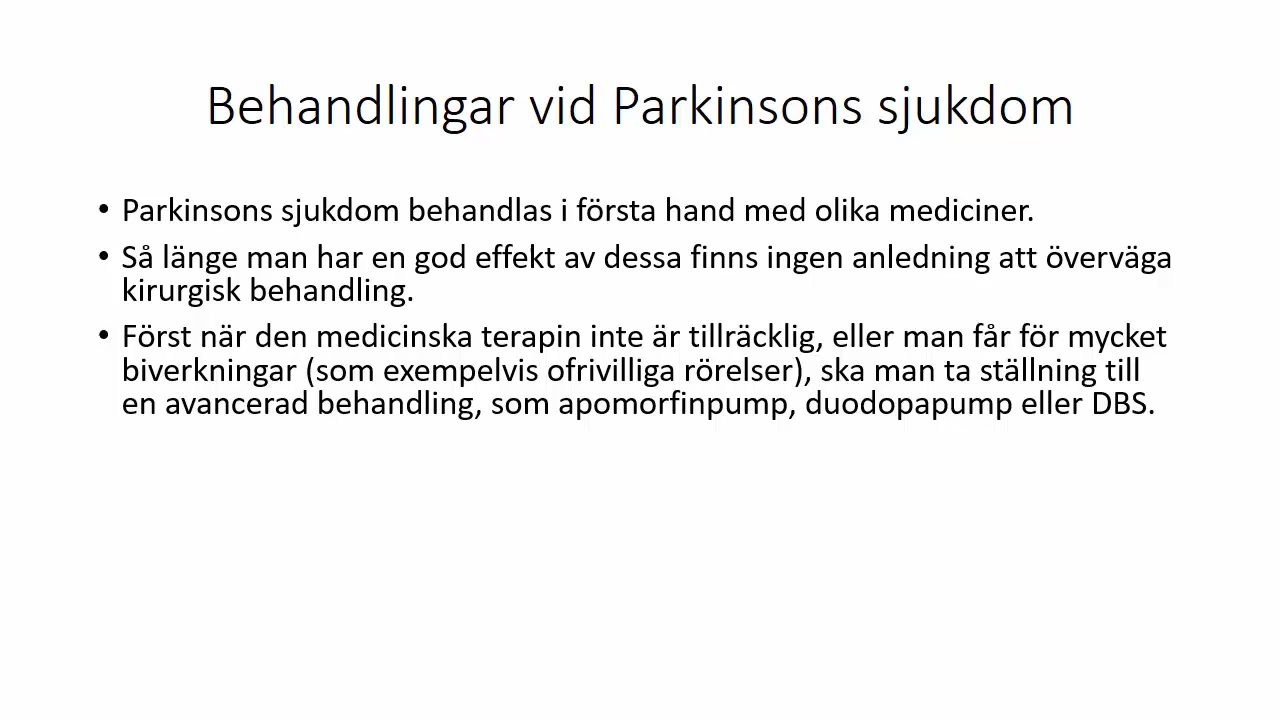 Behandlingar vid Parkinsons sjukdom
• Parkinsons sjukdom behandlas i första hand med olika mediciner.
• Så länge man har en god effekt av dessa finns ingen anledning att överväga
kirurgisk behandling.
• Först när den medicinska terapin inte är tillräcklig, eller man får för mycket
biverkningar (som exempelvis ofrivilliga rörelser), ska man ta ställning till
en avancerad behandling, som apomorfinpump, duodopapump eller DBS.